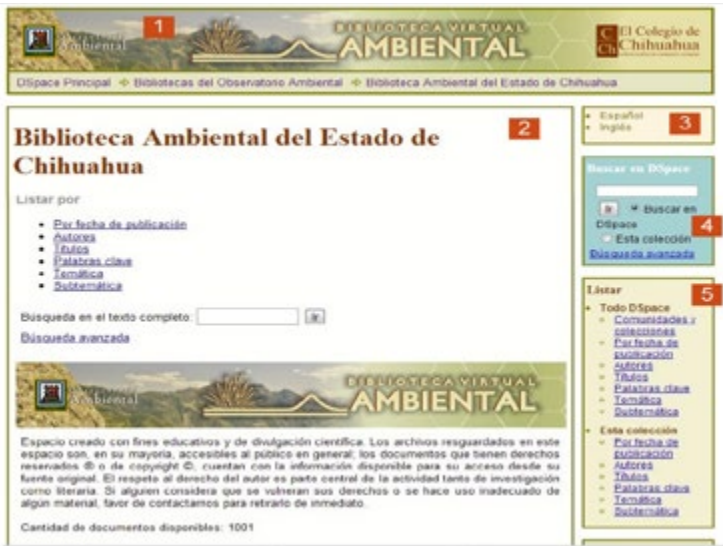 Ambiental
1
BIBLIOTECA VIRTUAL
AMBIENTAL
C Ch
El Colegio de
Chihuahua
DSpace Principal
Bibliotecas del Observatorio Ambiental
Biblioteca Ambiental del Estado de Chihuahua
2
Biblioteca Ambiental del Estado de
Chihuahua
Listar por
Por fecha de publicación
Autores
Títulos
Palabras clave
Temática
Subtemática
Búsqueda en el texto completo: Ir
Búsqueda avanzada
Ambiental
BIBLIOTECA VIRTUAL
AMBIENTAL
Espacio creado con fines educativos y de divulgación científica. Los archivos resguardados en este
espacio son, en su mayoría, accesibles al público en general; los documentos que tienen derechos
reservados ® o de copyright ©, cuentan con la información disponible para su acceso desde su
fuente original. El respeto al derecho del autor es parte central de la actividad tanto de investigación
como literaria. Si alguien considera que se vulneran sus derechos o se hace uso inadecuado de
algún material, favor de contactarnos para retirarlo de inmediato.
Cantidad de documentos disponibles: 1001
Español
Inglés
3
Buscar en DSpace
Ir Buscar en
DSpace
4
Esta colección
Búsqueda avanzada
5
Listar
Todo DSpace
Comunidades y
colecciones
Por fecha de
publicación
Autores
Títulos
Palabras clave
Temática
Subtemática
Esta colección
Por fecha de
publicación
Autores
Títulos
Palabras clave
Temática
Subtemática